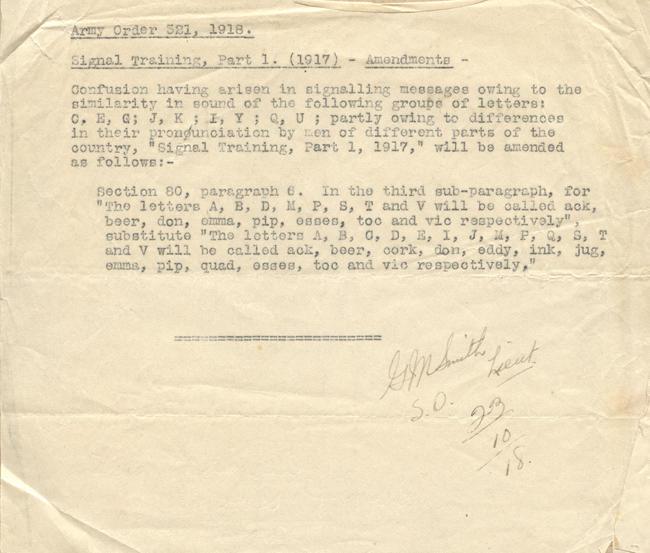 Army Order 321, 1918.
Signal Training, Part 1. (1917) - Amendments -
Confusion having arisen in signalling messages owing to the
similarity in sound of the following groups of letters:
C, E, G; J, K ; I, Y ; Q, U ; partly owing to differences
in their pronounciation by men of different parts of the
country, "Signal Training, Part 1, 1917," will be amended
as follows:-
Section 80, paragraph 6. In the third sub-paragraph, for
"The letters A, B, D, M, P, S, T and V will be called ack,
beer, don, emma, pip, esses, toc and vic respectively",
substitute "The letters A, B, C, D, E, I, J, M, P, Q, S, T
and V will be called ack, beer, cork, don, eddy, ink, jug,
emma, pip, quad, esses, toc and vic respectively,"
GM Smith Lieut.
S.O.
23
10
18.